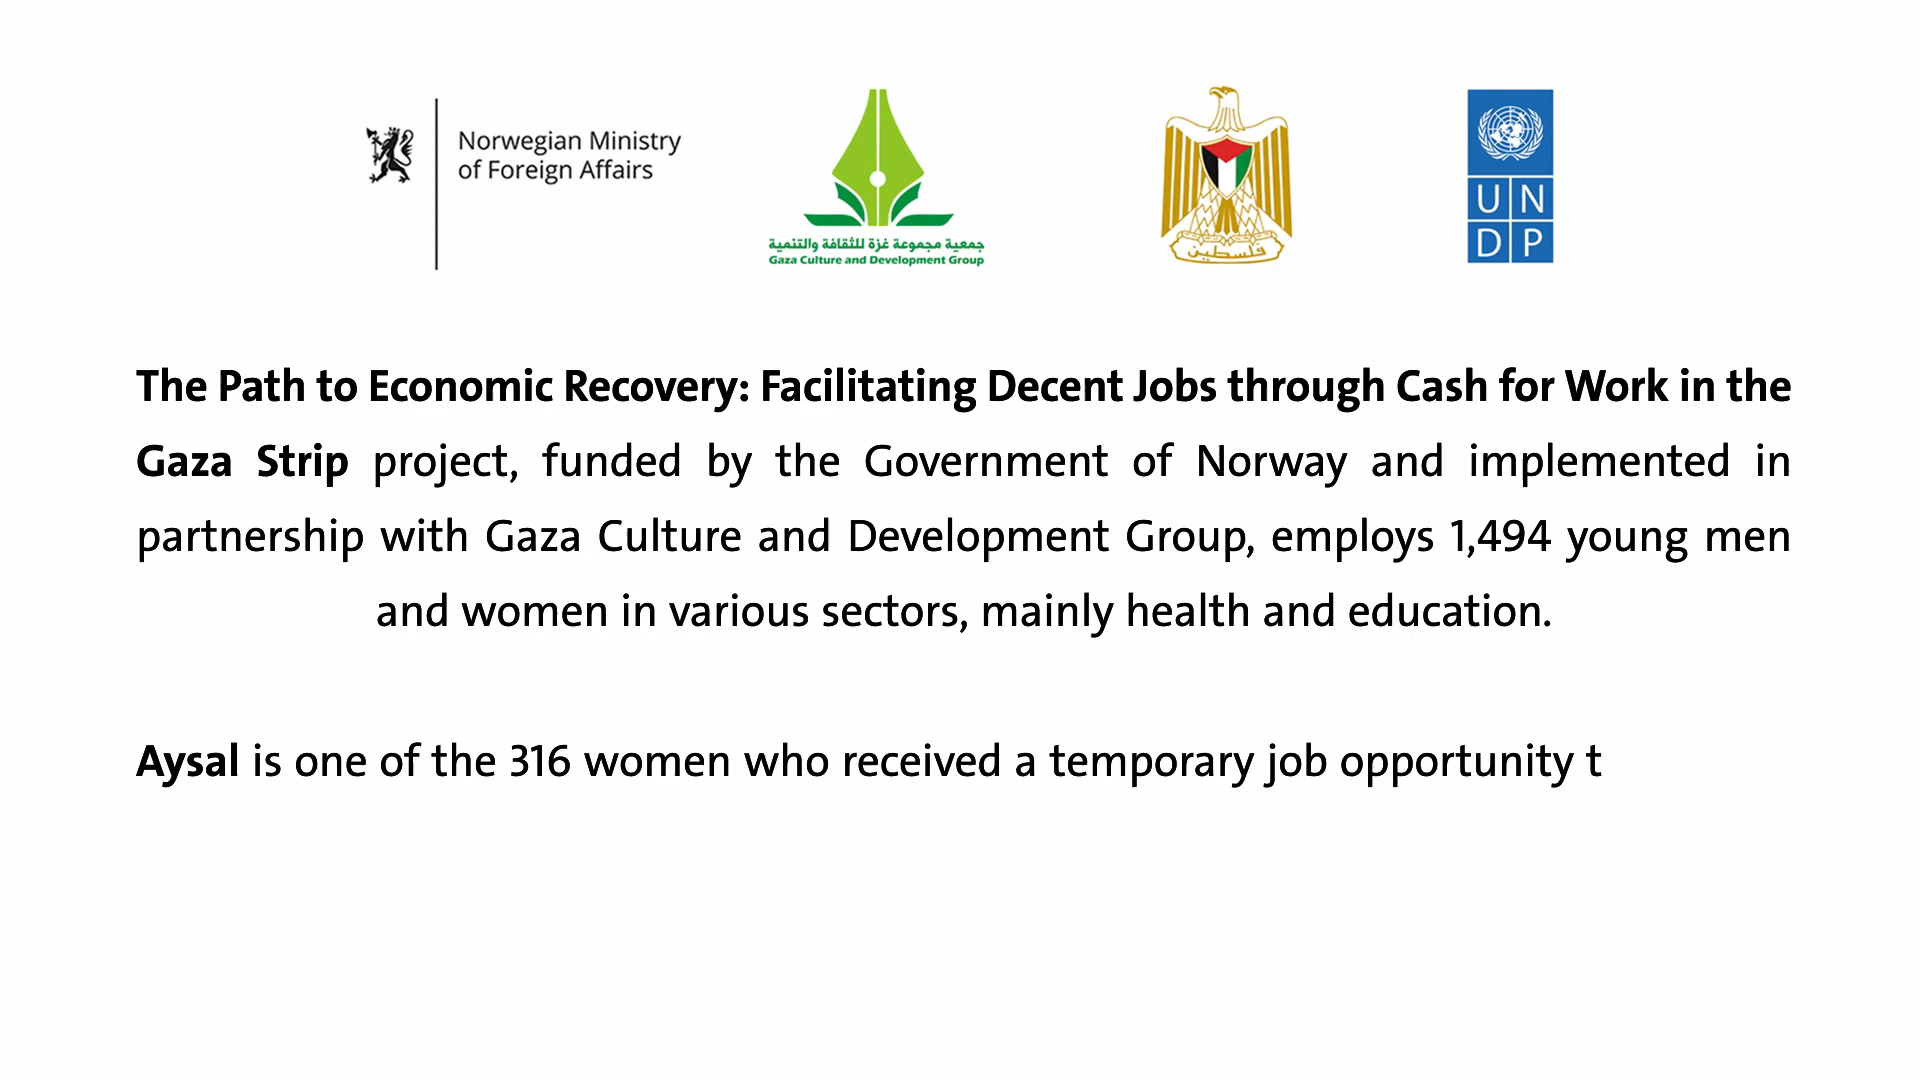 Norwegian Ministry
of Foreign Affairs
جمعية مجموعة غزة للثقافة والتنمية
Gaza Culture and Development Group
فلسطين
U N
D P
The Path to Economic Recovery: Facilitating Decent Jobs through Cash for Work in the
Gaza Strip project, funded by the Government of Norway and implemented in
partnership with Gaza Culture and Development Group, employs 1,494 young men
and women in various sectors, mainly health and education.
Aysal is one of the 316 women who received a temporary job opportunity t